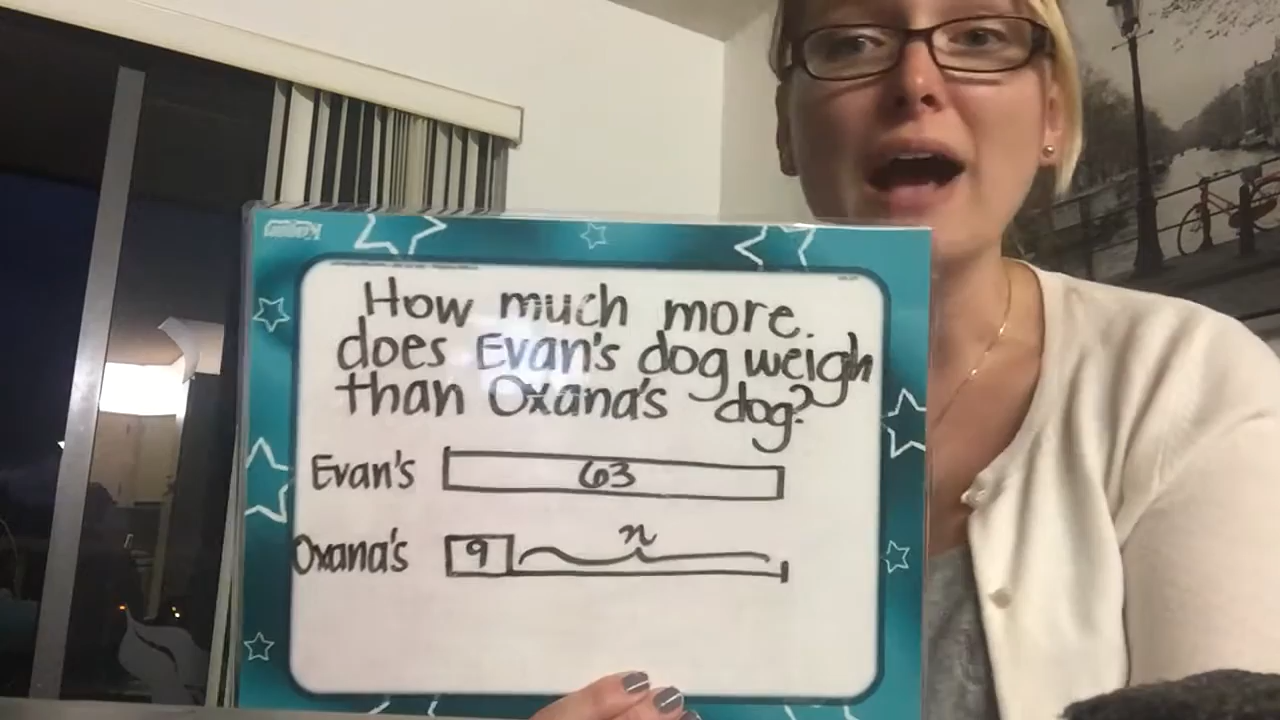 How much more
does Evan's dog weigh
than Oxana's dog?
Evan's 63
n
Oxana's 9